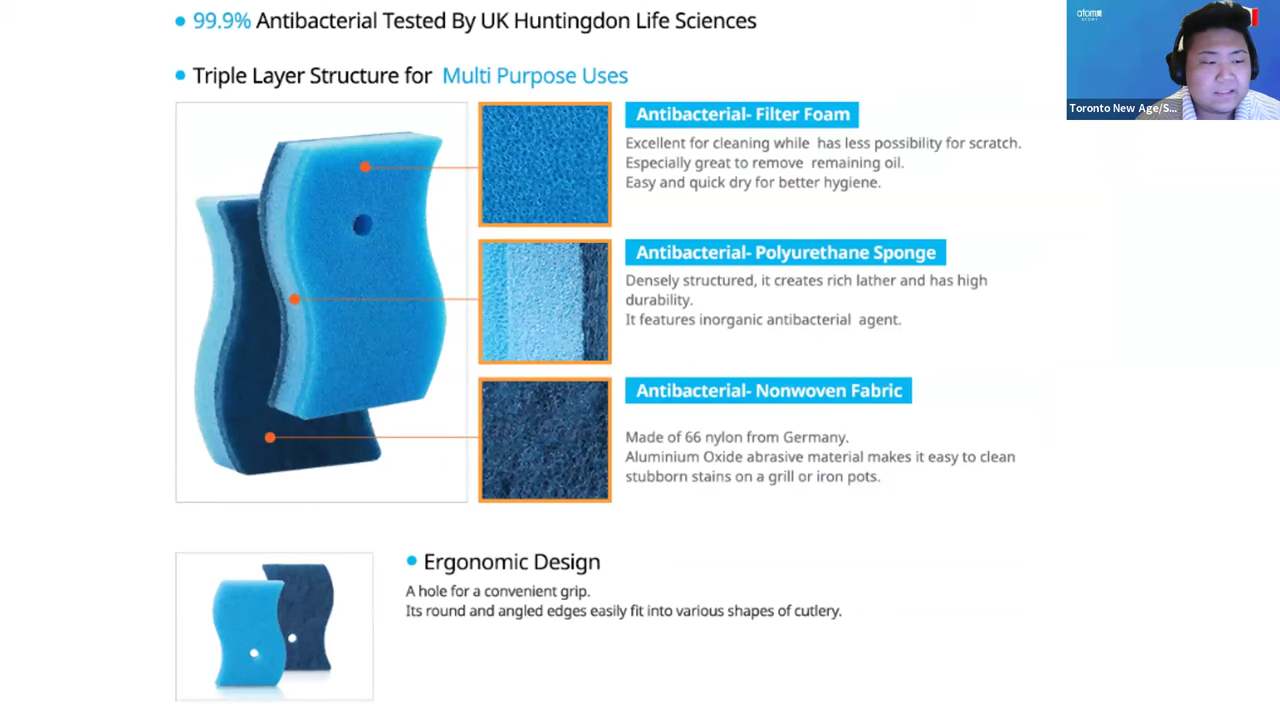 99.9% Antibacterial Tested By UK Huntingdon Life Sciences
Triple Layer Structure for Multi Purpose Uses
atomy
STORY
Toronto New Age/S...
Antibacterial- Filter Foam
Excellent for cleaning while has less possibility for scratch.
Especially great to remove remaining oil.
Easy and quick dry for better hygiene.
Antibacterial- Polyurethane Sponge
Densely structured, it creates rich lather and has high
durability.
It features inorganic antibacterial agent.
Antibacterial- Nonwoven Fabric
Made of 66 nylon from Germany.
Aluminium Oxide abrasive material makes it easy to clean
stubborn stains on a grill or iron pots.
Ergonomic Design
A hole for a convenient grip.
Its round and angled edges easily fit into various shapes of cutlery.